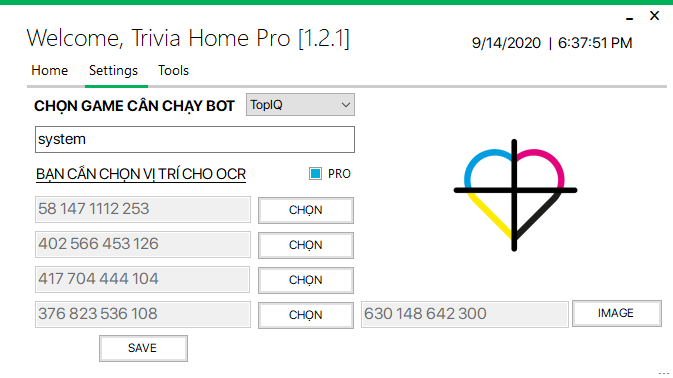 Welcome, Trivia Home Pro [1.2.1]
9/14/2020 | 6:37:51 PM
Home Settings Tools
CHỌN GAME CẦN CHẠY BOT TopIQ
system
BẠN CẦN CHỌN VỊ TRÍ CHO OCR PRO
58 147 1112 253 CHỌN
402 566 453 126 CHỌN
417 704 444 104 CHỌN
376 823 536 108 CHỌN 630 148 642 300 IMAGE
SAVE